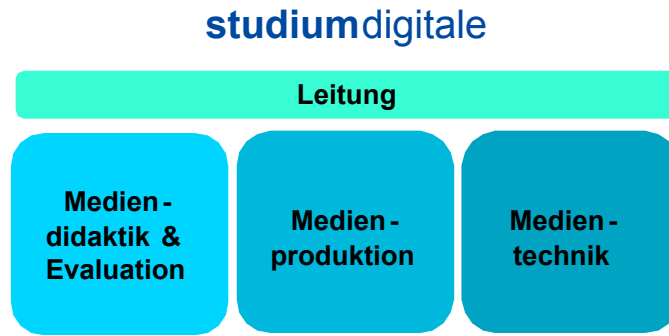 studiumdigitale
Leitung
Medien-
didaktik &
Evaluation
Medien-
produktion
Medien-
technik